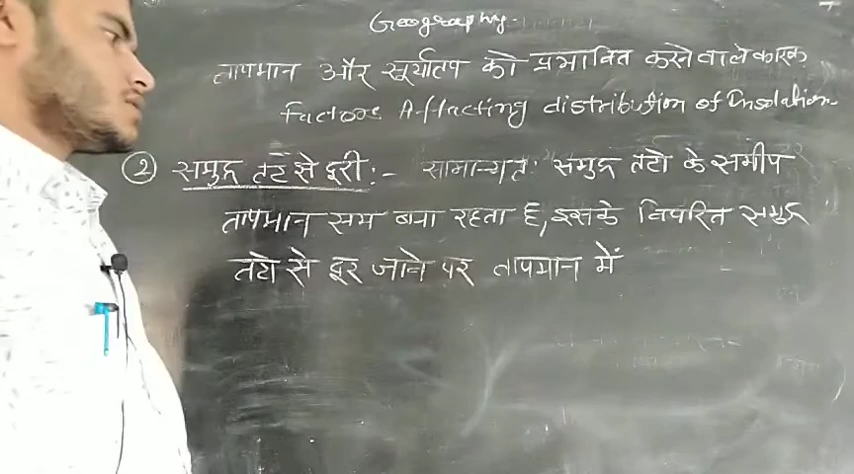 Geography.
तापमान और सूर्यातप को प्रभावित करने वाले कारक
Factors Affecting distribution of Insolation
② समुद्र तट से दूरी :- सामान्यतः समुद्र तटो के समीप
तापमान सम बना रहता है, इसके विपरित समुद्र
तटो से दूर जाने पर तापमान में